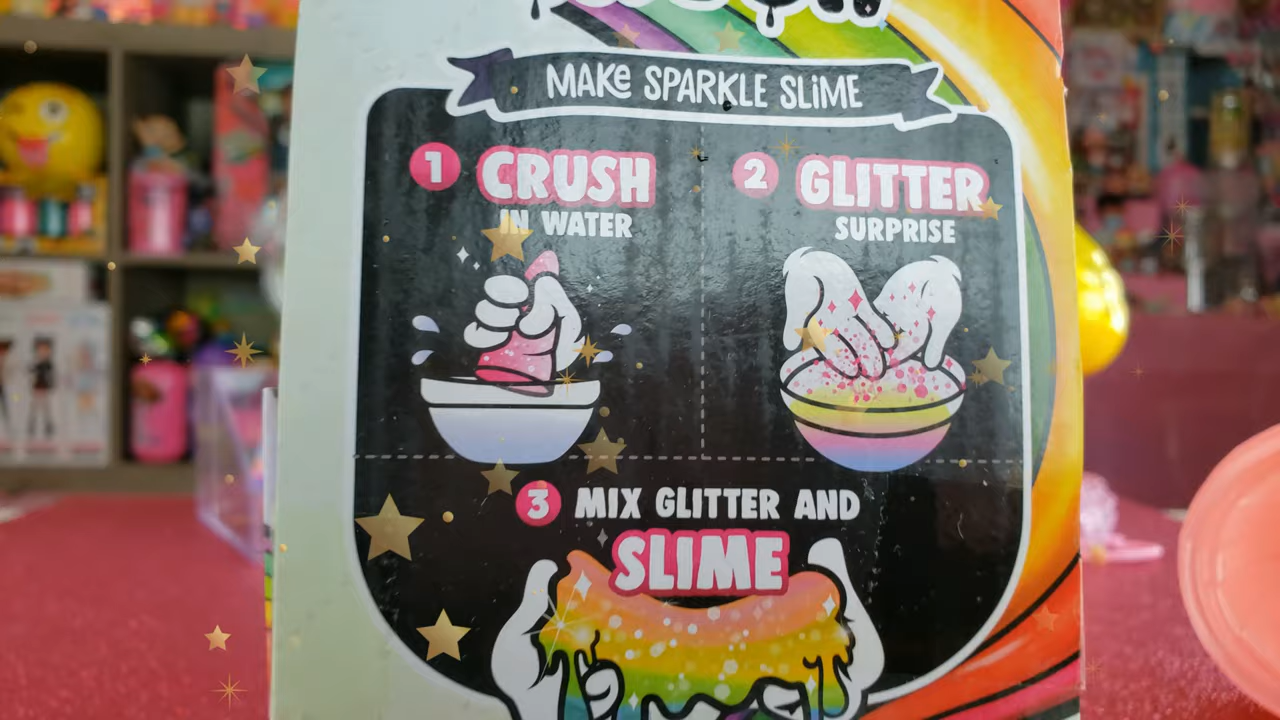 MAKe SPARKLE SLiME
1 CRUSH
IN WATER
2 GLITTER
SURPRISE
3 MIX GLITTER AND
SLIME